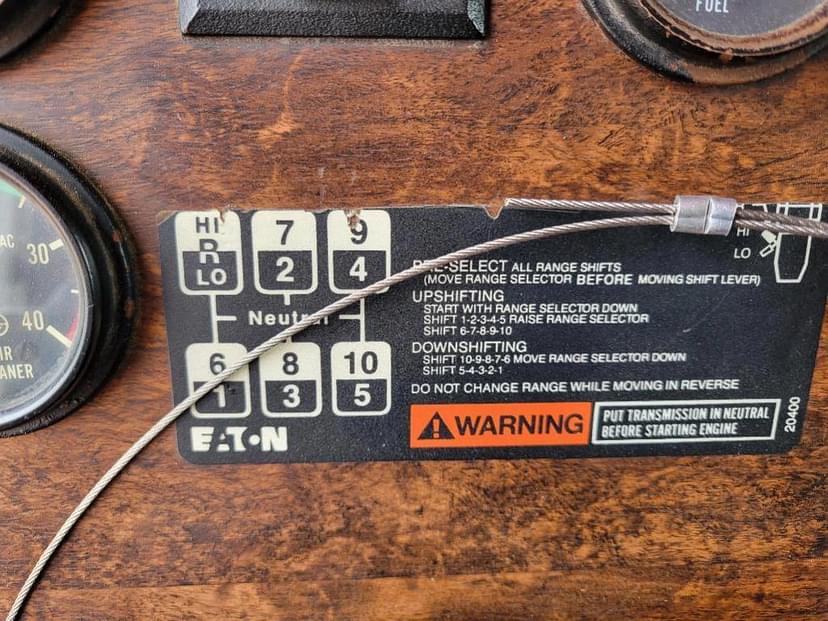 FUEL
30
40
HI
R
LO
7
2
9
4
Neutral
6
1
8
3
10
5
EATON
HI
LO
PRE-SELECT ALL RANGE SHIFTS
(MOVE RANGE SELECTOR BEFORE MOVING SHIFT LEVER)
UPSHIFTING
START WITH RANGE SELECTOR DOWN
SHIFT 1-2-3-4-5 RAISE RANGE SELECTOR
SHIFT 6-7-8-9-10
DOWNSHIFTING
SHIFT 10-9-8-7-6 MOVE RANGE SELECTOR DOWN
SHIFT 5-4-3-2-1
DO NOT CHANGE RANGE WHILE MOVING IN REVERSE
WARNING
PUT TRANSMISSION IN NEUTRAL
BEFORE STARTING ENGINE
20400